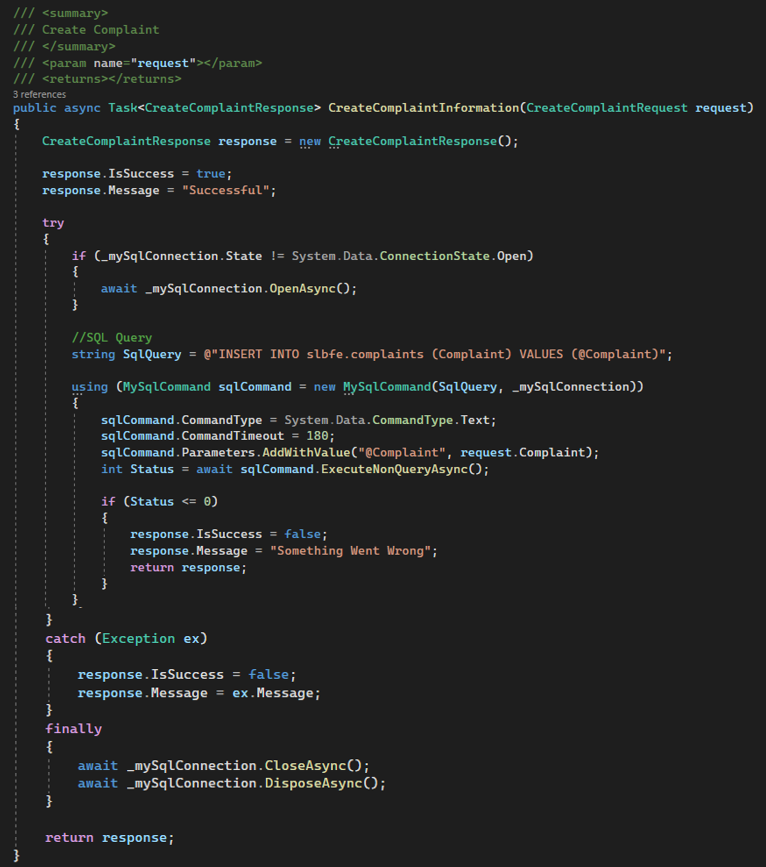 /// <summary>
/// Create Complaint
/// </summary>
/// <param name="request"></param>
/// <returns></returns>
3 references
public async Task<CreateComplaintResponse> CreateComplaintInformation(CreateComplaintRequest request)
{
CreateComplaintResponse response = new CreateComplaintResponse();
response.IsSuccess = true;
response.Message = "Successful";
try
{
if (_mySqlConnection.State != System.Data.ConnectionState.Open)
{
await _mySqlConnection.OpenAsync();
}
//SQL Query
string SqlQuery = @"INSERT INTO slbfe.complaints (Complaint) VALUES (@Complaint)";
using (MySqlCommand sqlCommand = new MySqlCommand(SqlQuery, _mySqlConnection))
{
sqlCommand.CommandType = System.Data.CommandType.Text;
sqlCommand.CommandTimeout = 180;
sqlCommand.Parameters.AddWithValue("@Complaint", request.Complaint);
int Status = await sqlCommand.ExecuteNonQueryAsync();
if (Status <= 0)
{
response.IsSuccess = false;
response.Message = "Something Went Wrong";
return response;
}
}
}
catch (Exception ex)
{
response.IsSuccess = false;
response.Message = ex.Message;
}
finally
{
await _mySqlConnection.CloseAsync();
await _mySqlConnection.DisposeAsync();
}
return response;
}